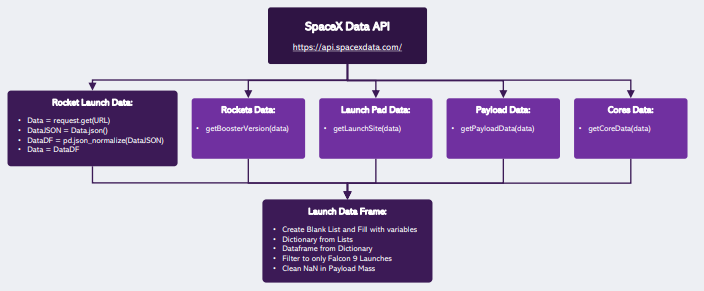 SpaceX Data API
https://api.spacexdata.com/
Rocket Launch Data:
• Data = request.get(URL)
• DataJSON = Data.json()
• DataDF = pd.json_normalize(DataJSON)
• Data = DataDF
Rockets Data:
• getBoosterVersion(data)
Launch Pad Data:
• getLaunchSite(data)
Payload Data:
• getPayloadData(data)
Cores Data:
• getCoreData(data)
Launch Data Frame:
• Create Blank List and Fill with variables
• Dictionary from Lists
• Dataframe from Dictionary
• Filter to only Falcon 9 Launches
• Clean NaN in Payload Mass